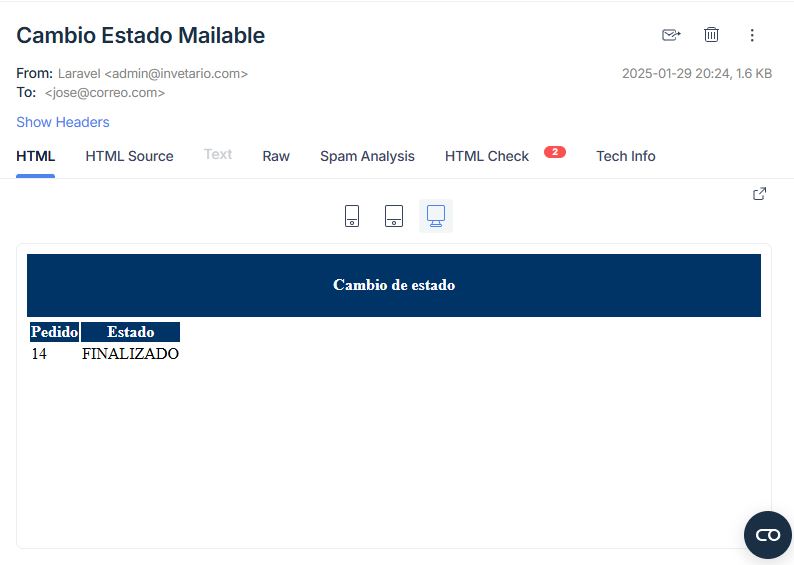 Cambio Estado Mailable
From: Laravel <admin@invetario.com>
2025-01-29 20:24, 1.6 KB
To: <jose@correo.com>
Show Headers
HTML HTML Source Text Raw Spam Analysis HTML Check 2 Tech Info
Cambio de estado
Pedido Estado
14 FINALIZADO